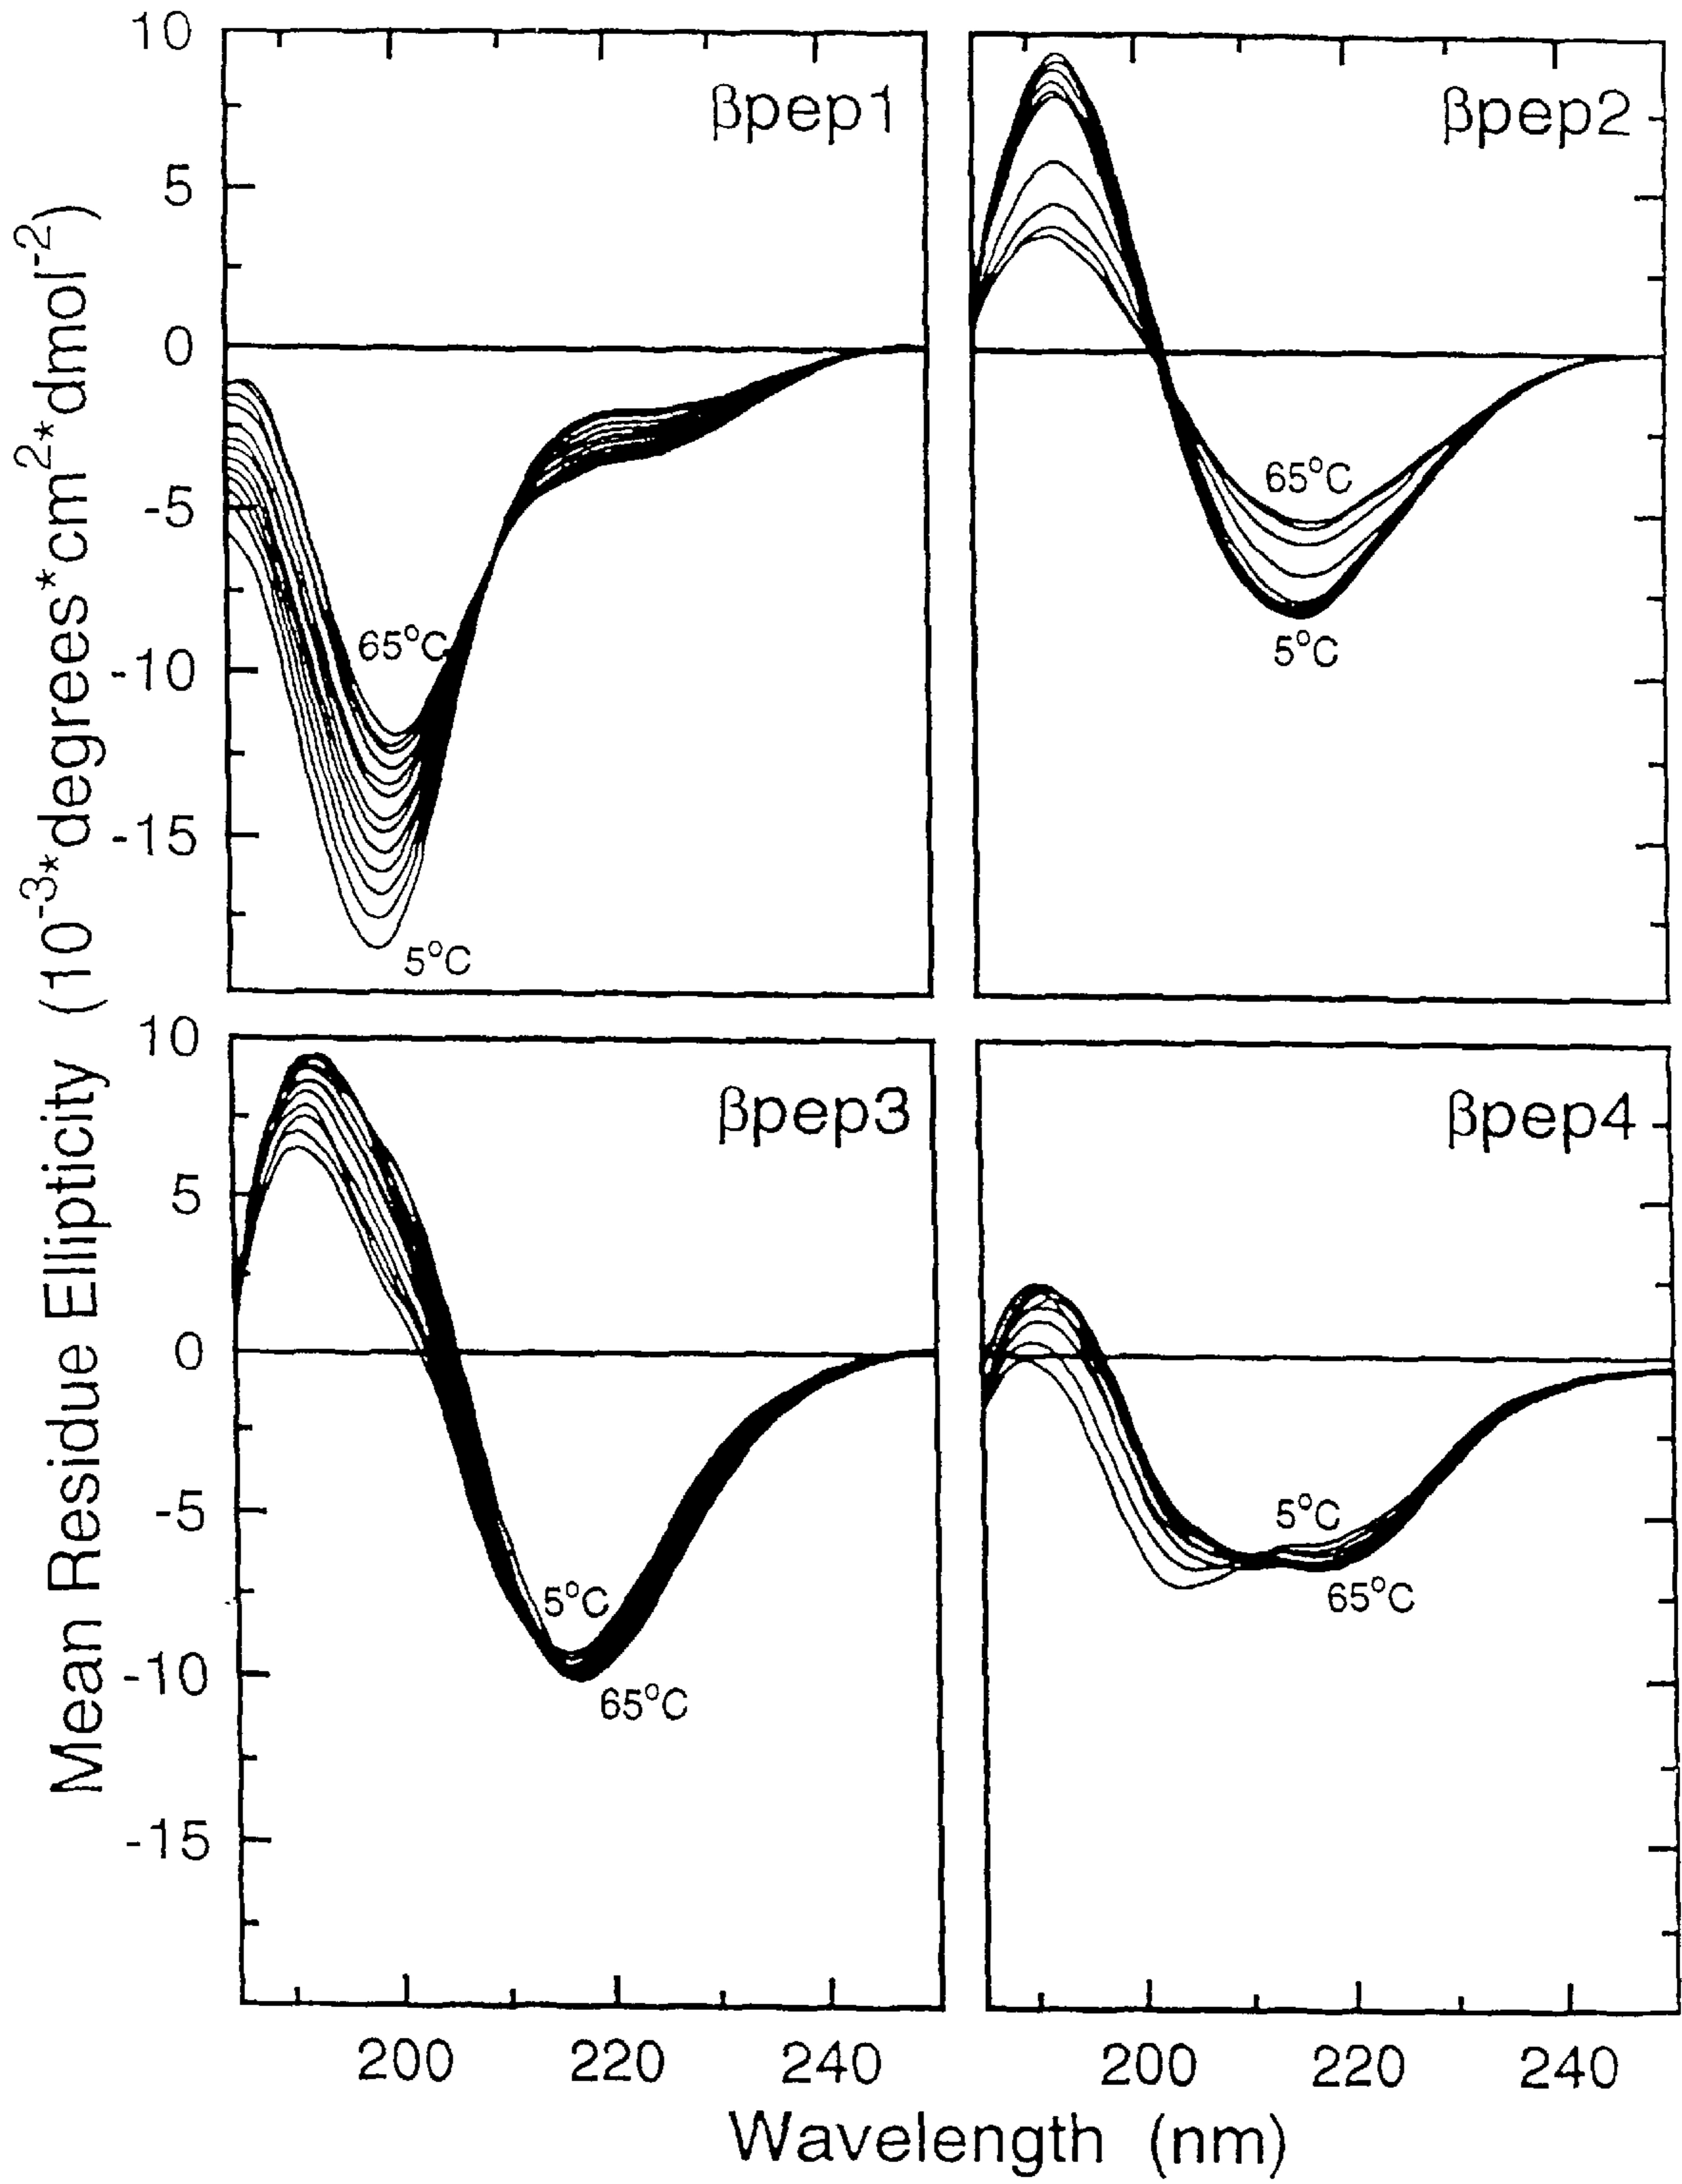 Mean Residue Ellipticity (10⁻³*degrees*cm²*dmol⁻²)
10
5
0
-5
-10
-15
βpep1
65°C
5°C
βpep2
65°C
5°C
10
5
0
-5
-10
-15
βpep3
5°C
65°C
βpep4
5°C
65°C
200 220 240
200 220 240
Wavelength (nm)